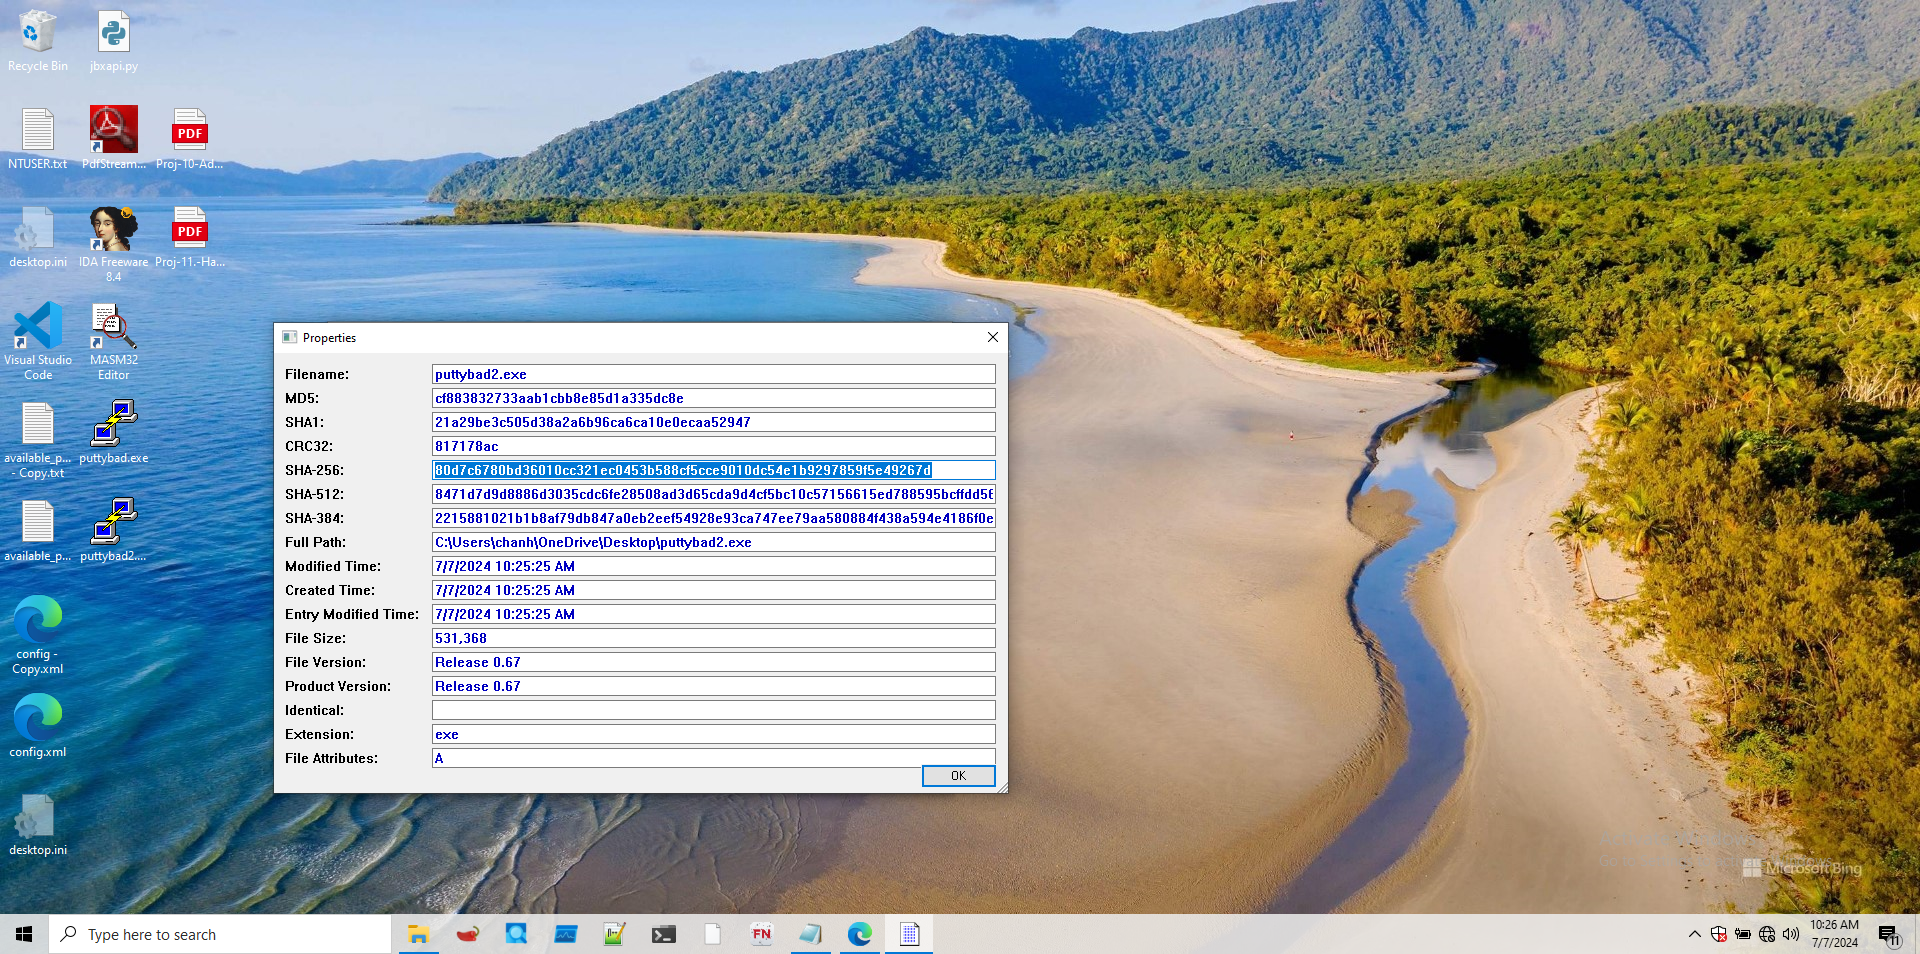 Recycle Bin
jbxapi.py
NTUSER.txt
PdfStream...
PDF
Proj-10-Ad...
desktop.ini
IDA Freeware
8.4
PDF
Proj-11.-Ha...
Visual Studio
Code
MASM32
Editor
available_p...
- Copy.txt
puttybad.exe
available_p...
puttybad2....
config -
Copy.xml
config.xml
desktop.ini
Properties
Filename:
puttybad2.exe
MD5:
cf883832733aab1cbb8e85d1a335dc8e
SHA1:
21a29be3c505d38a2a6b96ca6ca10e0ecaa52947
CRC32:
817178ac
SHA-256:
80d7c6780bd36010cc321ec0453b588cf5cce9010dc54e1b9297859f5e49267d
SHA-512:
8471d7d9d8886d3035cdc6fe28508ad3d65cda9d4cf5bc10c57156615ed788595bcffdd56
SHA-384:
2215881021b1b8af79db847a0eb2eef54928e93ca747ee79aa580884f438a594e4186f0e
Full Path:
C:\Users\chanh\OneDrive\Desktop\puttybad2.exe
Modified Time:
7/7/2024 10:25:25 AM
Created Time:
7/7/2024 10:25:25 AM
Entry Modified Time:
7/7/2024 10:25:25 AM
File Size:
531,368
File Version:
Release 0.67
Product Version:
Release 0.67
Identical:
Extension:
exe
File Attributes:
A
OK
Microsoft Bing
Type here to search
FN
10:26 AM
7/7/2024
11